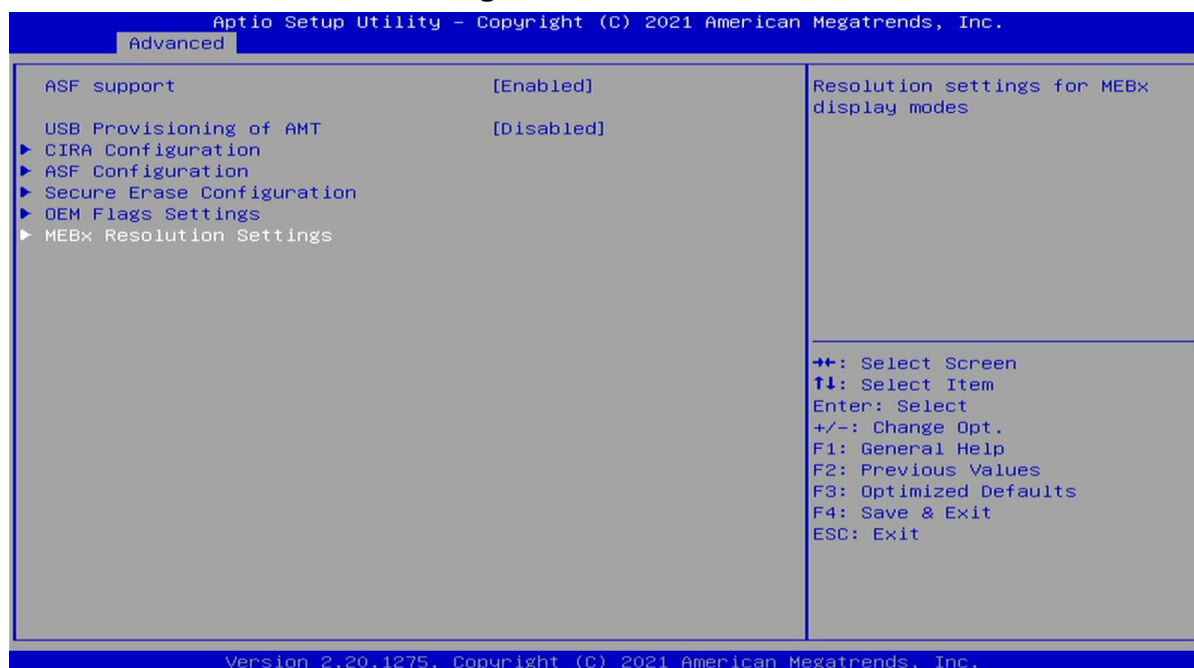 Aptio Setup Utility – Copyright (C) 2021 American Megatrends, Inc.
Advanced
ASF support [Enabled]
USB Provisioning of AMT [Disabled]
► CIRA Configuration
► ASF Configuration
► Secure Erase Configuration
► OEM Flags Settings
► MEBx Resolution Settings
Resolution settings for MEBx
display modes
→←: Select Screen
↑↓: Select Item
Enter: Select
+/-: Change Opt.
F1: General Help
F2: Previous Values
F3: Optimized Defaults
F4: Save & Exit
ESC: Exit
Version 2.20.1275. Copyright (C) 2021 American Megatrends, Inc.